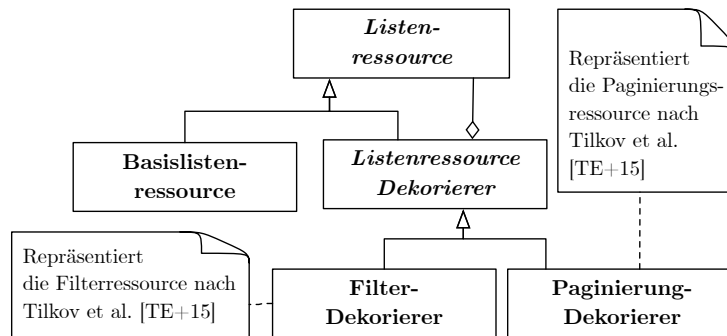 Listen-
ressource
Repräsentiert
die Paginierungs-
ressource nach
Tilkov et al.
[TE+15]
Basislisten-
ressource
Listenressource
Dekorierer
Repräsentiert
die Filterressource nach
Tilkov et al. [TE+15]
Filter-
Dekorierer
Paginierung-
Dekorierer